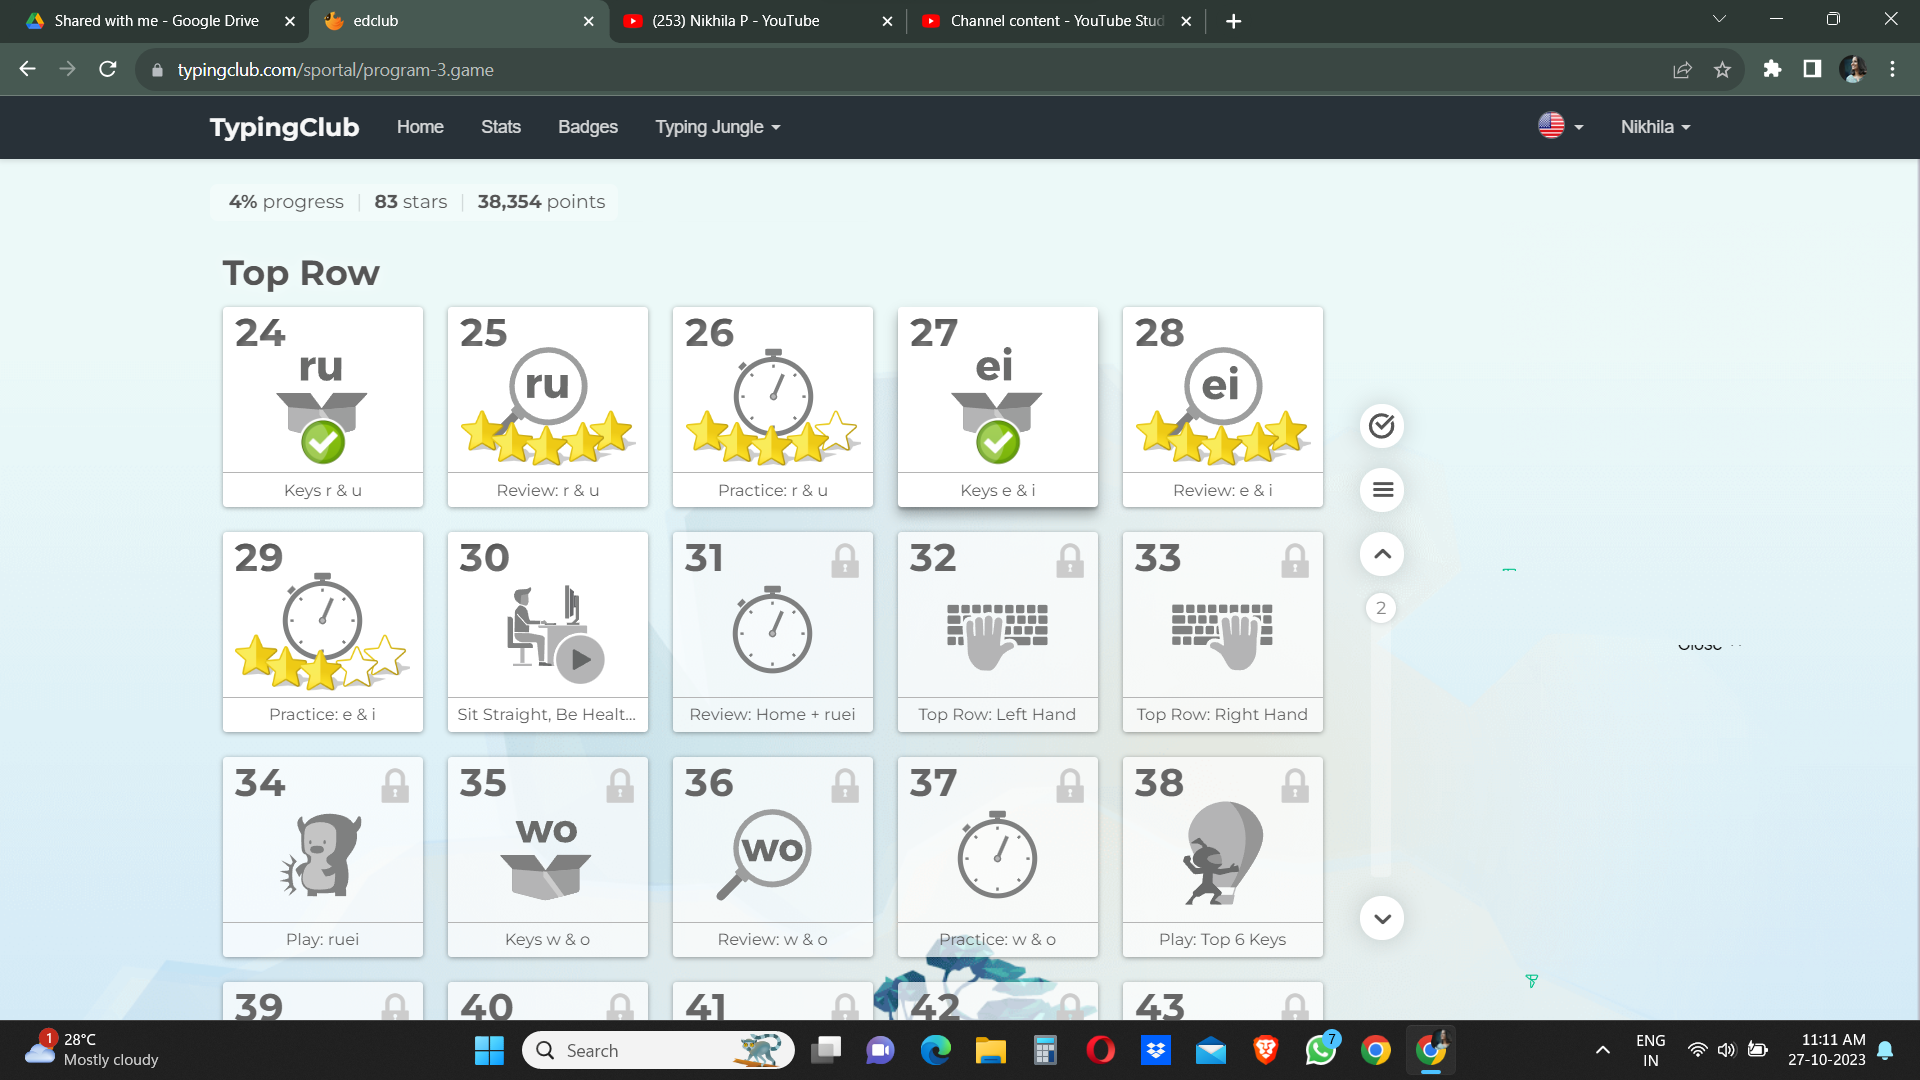 Shared with me - Google Drive
edclub
(253) Nikhila P - YouTube
Channel content - YouTube Stud
typingclub.com/sportal/program-3.game
TypingClub
Home
Stats
Badges
Typing Jungle
Nikhila
4% progress
83 stars
38,354 points
Top Row
24
ru
Keys r & u
25
ru
Review: r & u
26
Practice: r & u
27
ei
Keys e & i
28
ei
Review: e & i
29
Practice: e & i
30
Sit Straight, Be Healt...
31
Review: Home + ruei
32
Top Row: Left Hand
33
Top Row: Right Hand
2
34
Play: ruei
35
wo
Keys w & o
36
wo
Review: w & o
37
Practice: w & o
38
Play: Top 6 Keys
39
40
41
42
43
1
28°C
Mostly cloudy
Search
7
ENG
IN
11:11 AM
27-10-2023